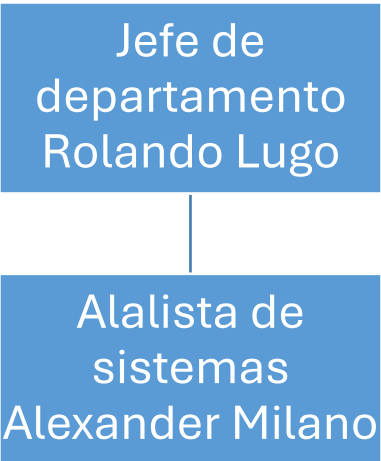 Jefe de
departamento
Rolando Lugo
Alalista de
sistemas
Alexander Milano